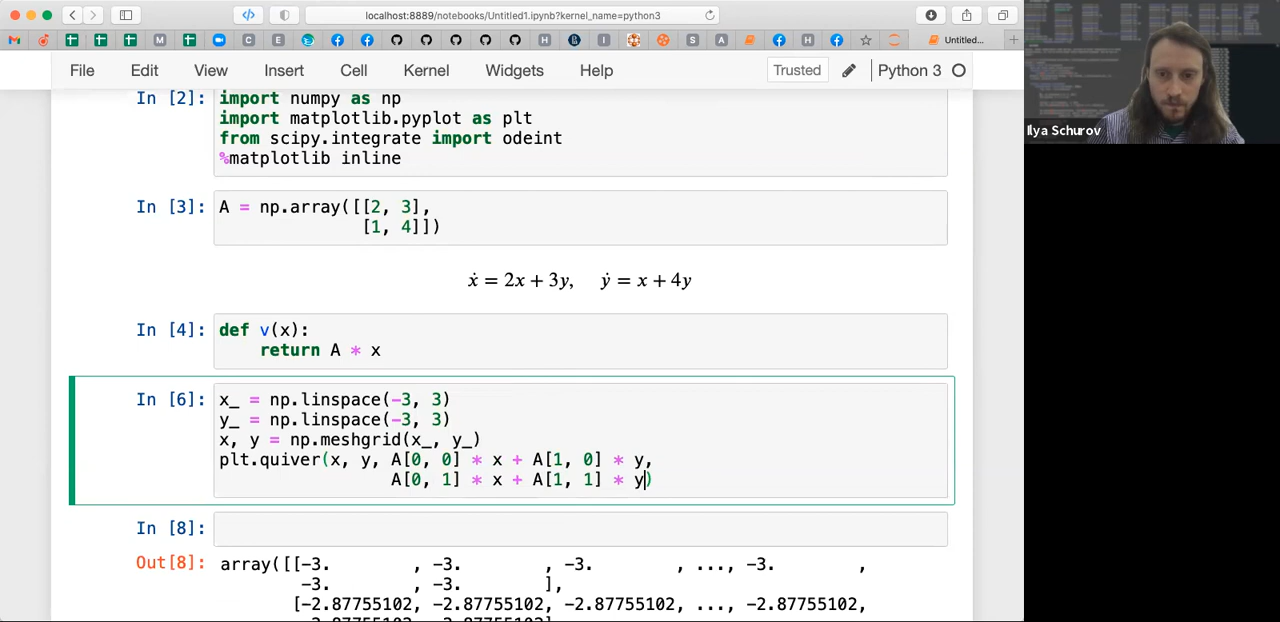 localhost:8889/notebooks/Untitled1.ipynb?kernel_name=python3
Untitled...
File Edit View Insert Cell Kernel Widgets Help Trusted Python 3
Ilya Schurov
In [2]: import numpy as np
import matplotlib.pyplot as plt
from scipy.integrate import odeint
%matplotlib inline
In [3]: A = np.array([[2, 3],
[1, 4]])
ẋ = 2x + 3y, ẏ = x + 4y
In [4]: def v(x):
return A * x
In [6]: x_ = np.linspace(-3, 3)
y_ = np.linspace(-3, 3)
x, y = np.meshgrid(x_, y_)
plt.quiver(x, y, A[0, 0] * x + A[1, 0] * y,
A[0, 1] * x + A[1, 1] * y)
In [8]:
Out[8]: array([[-3. , -3. , -3. , ..., -3. ,
-3. , -3. ],
[-2.87755102, -2.87755102, -2.87755102, ..., -2.87755102,